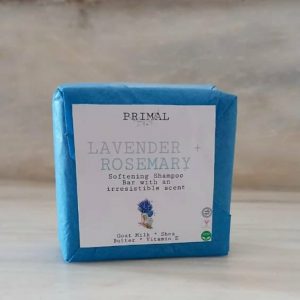 PRIMAL
LAVENDER +
ROSEMARY
Softening Shampoo
Bar with an
irresistible scent
Goat Milk * Shea
Butter * Vitamin E